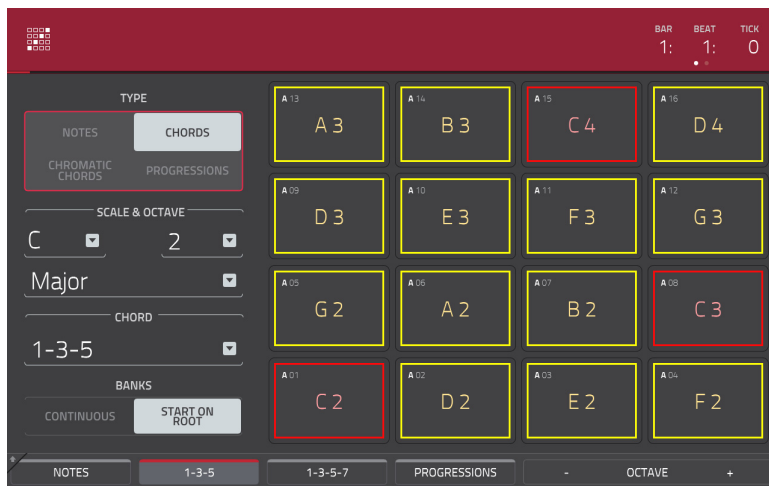 BAR BEAT TICK
1: 1: 0
TYPE
NOTES CHORDS
CHROMATIC CHORDS PROGRESSIONS
SCALE & OCTAVE
C 2
Major
CHORD
1-3-5
BANKS
CONTINUOUS START ON ROOT
A 13 A 14 A 15 A 16
A 3 B 3 C 4 D 4
A 09 A 10 A 11 A 12
D 3 E 3 F 3 G 3
A 05 A 06 A 07 A 08
G 2 A 2 B 2 C 3
A 01 A 02 A 03 A 04
C 2 D 2 E 2 F 2
NOTES 1-3-5 1-3-5-7 PROGRESSIONS - OCTAVE +